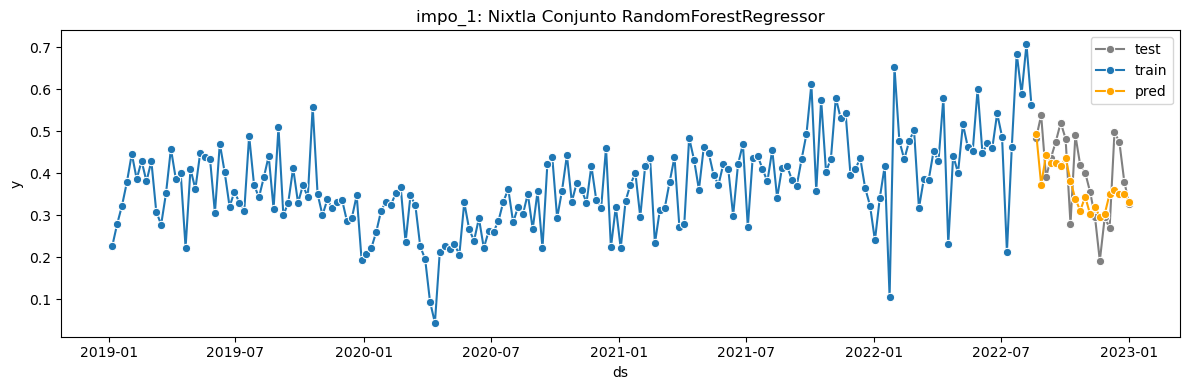 impo_1: Nixtla Conjunto RandomForestRegressor
test
train
pred
y
0.7
0.6
0.5
0.4
0.3
0.2
0.1
2019-01
2019-07
2020-01
2020-07
2021-01
2021-07
2022-01
2022-07
2023-01
ds